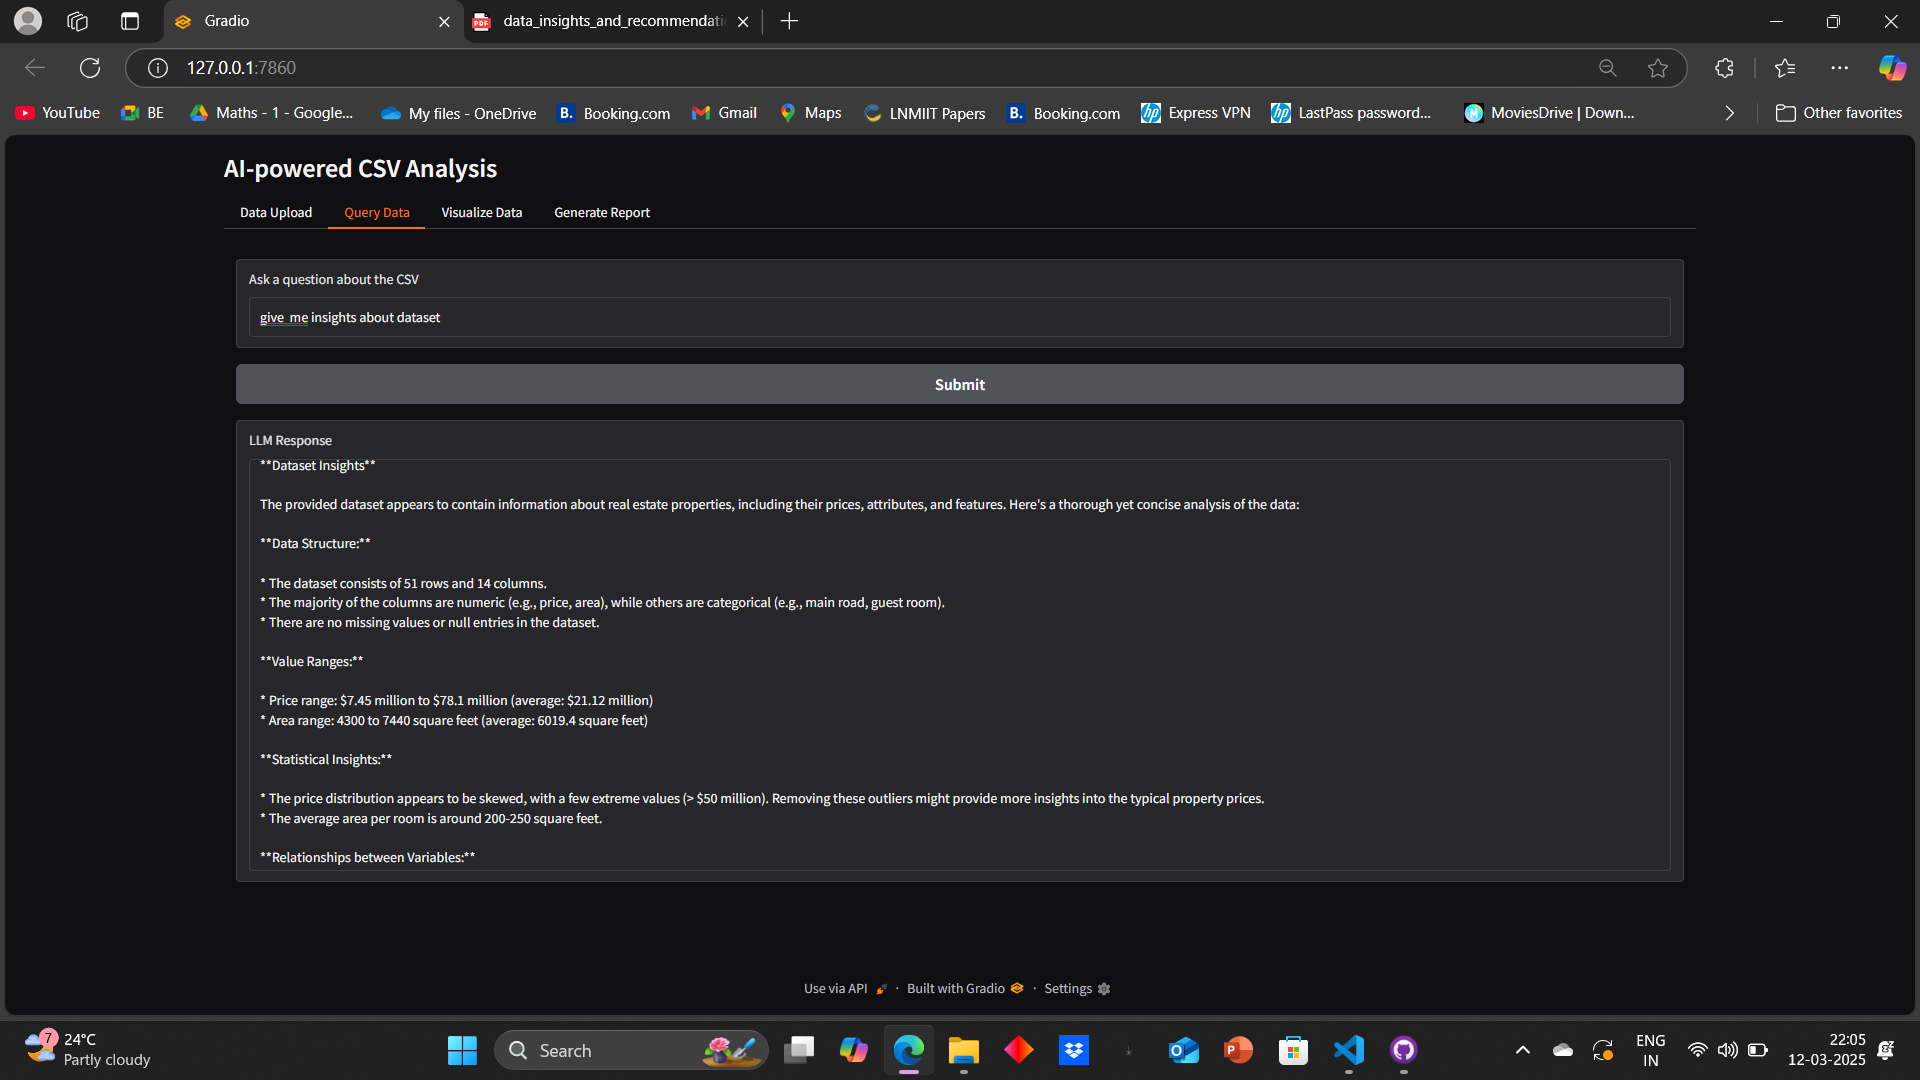 Gradio
data_insights_and_recommendati
127.0.0.1:7860
YouTube
BE
Maths - 1 - Google...
My files - OneDrive
B. Booking.com
Gmail
Maps
LNMIIT Papers
B. Booking.com
Express VPN
LastPass password...
MoviesDrive | Down...
Other favorites
AI-powered CSV Analysis
Data Upload
Query Data
Visualize Data
Generate Report
Ask a question about the CSV
give me insights about dataset
Submit
LLM Response
**Dataset Insights**
The provided dataset appears to contain information about real estate properties, including their prices, attributes, and features. Here's a thorough yet concise analysis of the data:
**Data Structure:**
* The dataset consists of 51 rows and 14 columns.
* The majority of the columns are numeric (e.g., price, area), while others are categorical (e.g., main road, guest room).
* There are no missing values or null entries in the dataset.
**Value Ranges:**
* Price range: $7.45 million to $78.1 million (average: $21.12 million)
* Area range: 4300 to 7440 square feet (average: 6019.4 square feet)
**Statistical Insights:**
* The price distribution appears to be skewed, with a few extreme values (> $50 million). Removing these outliers might provide more insights into the typical property prices.
* The average area per room is around 200-250 square feet.
**Relationships between Variables:**
Use via API · Built with Gradio · Settings
7
24°C
Partly cloudy
Search
ENG
IN
22:05
12-03-2025